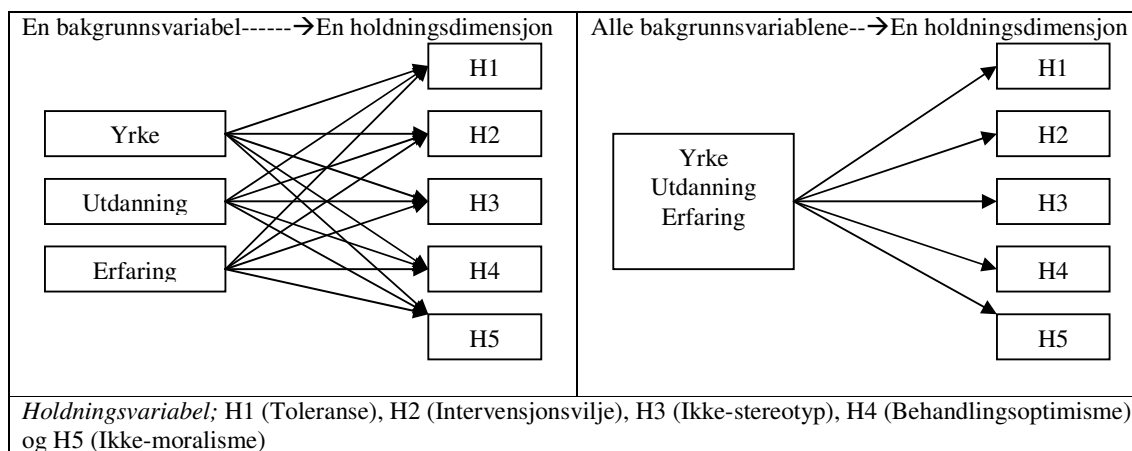 En bakgrunnsvariabel------→En holdningsdimensjon
H1
Yrke
H2
Utdanning
H3
Erfaring
H4
H5
Alle bakgrunnsvariablene--→En holdningsdimensjon
H1
H2
Yrke
Utdanning
Erfaring
H3
H4
H5
Holdningsvariabel; H1 (Toleranse), H2 (Intervensjonsvilje), H3 (Ikke-stereotyp), H4 (Behandlingsoptimisme)
og H5 (Ikke-moralisme)